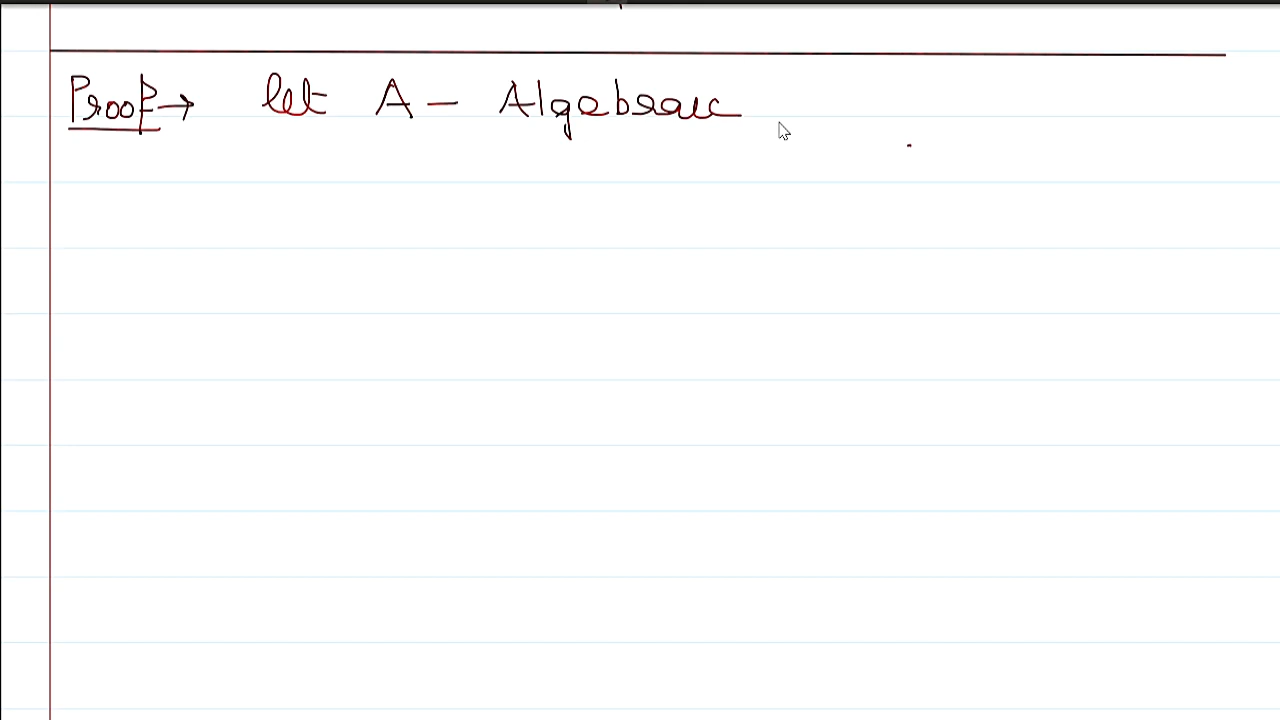 Proof → let A - Algebraic